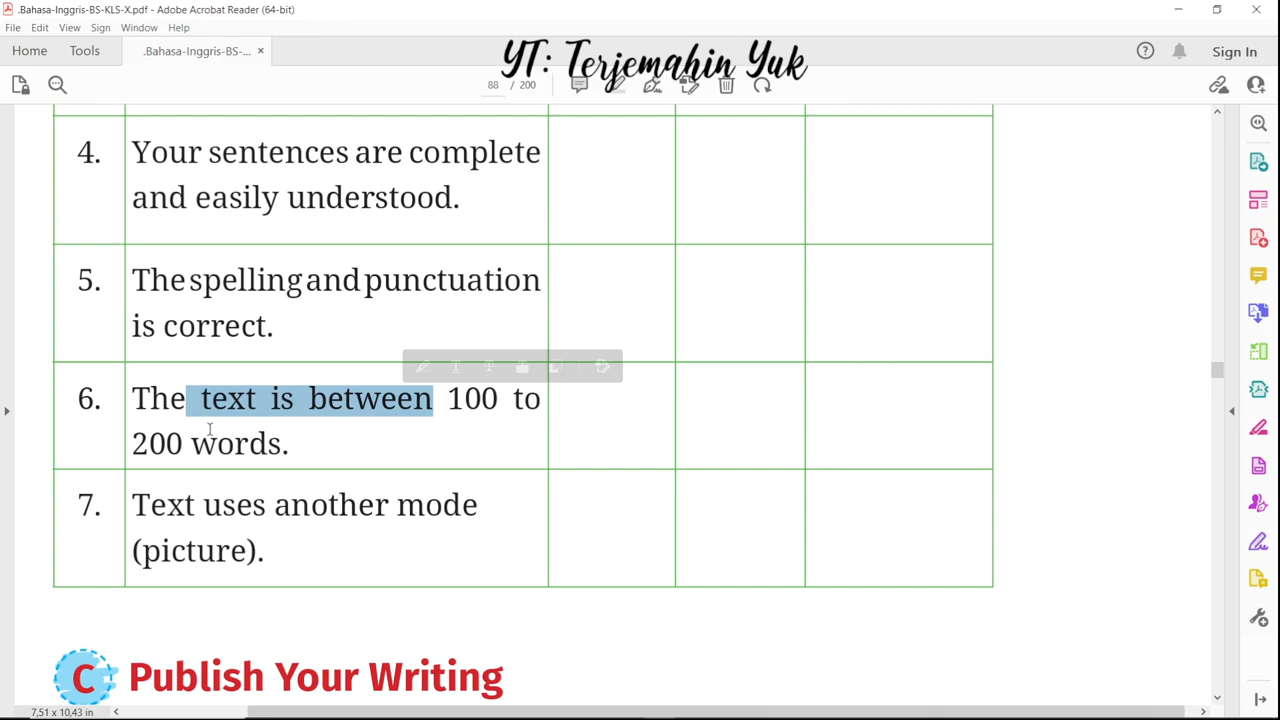 .Bahasa-Inggris-BS-KLS-X.pdf - Adobe Acrobat Reader (64-bit)
File Edit View Sign Window Help
Home Tools .Bahasa-Inggris-BS-... × Sign In
YT: Terjemahin Yuk
88 / 200
4. Your sentences are complete
and easily understood.
5. The spelling and punctuation
is correct.
6. The text is between 100 to
200 words.
7. Text uses another mode
(picture).
C Publish Your Writing
7,51 x 10,43 in